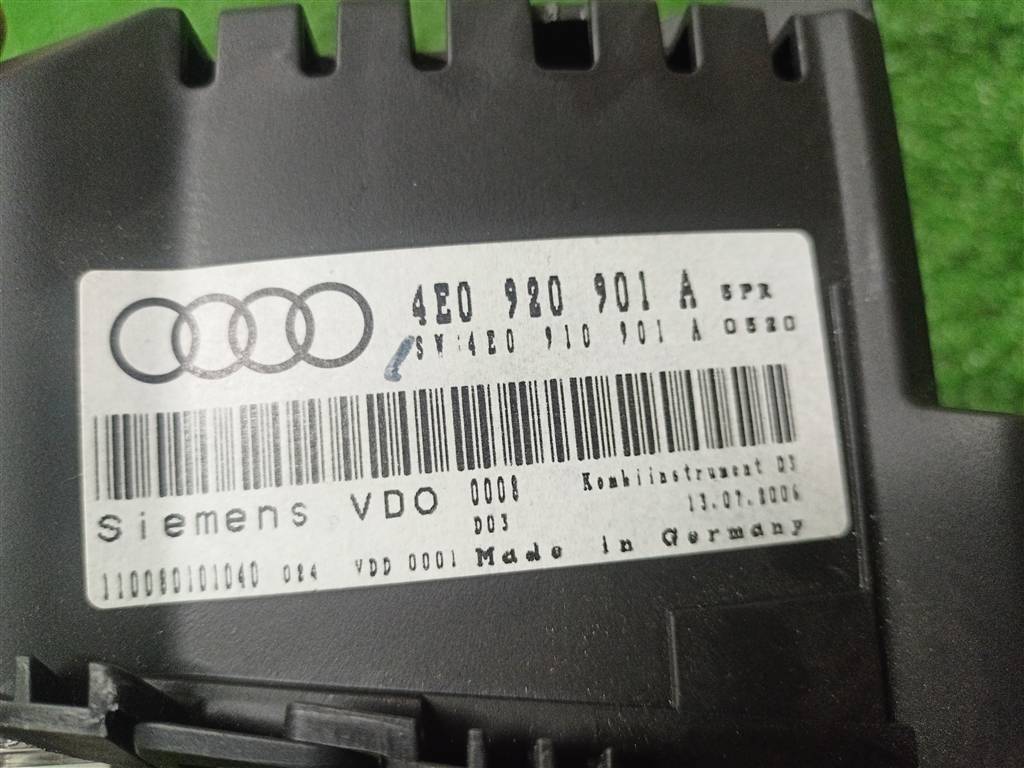 4E0 920 901 A 5PR
SW:4E0 910 901 A 0520
Siemens VDO 0008 Kombiinstrument D3
D03 13.07.2004
110080101040 024 VDD 0001 Made in Germany